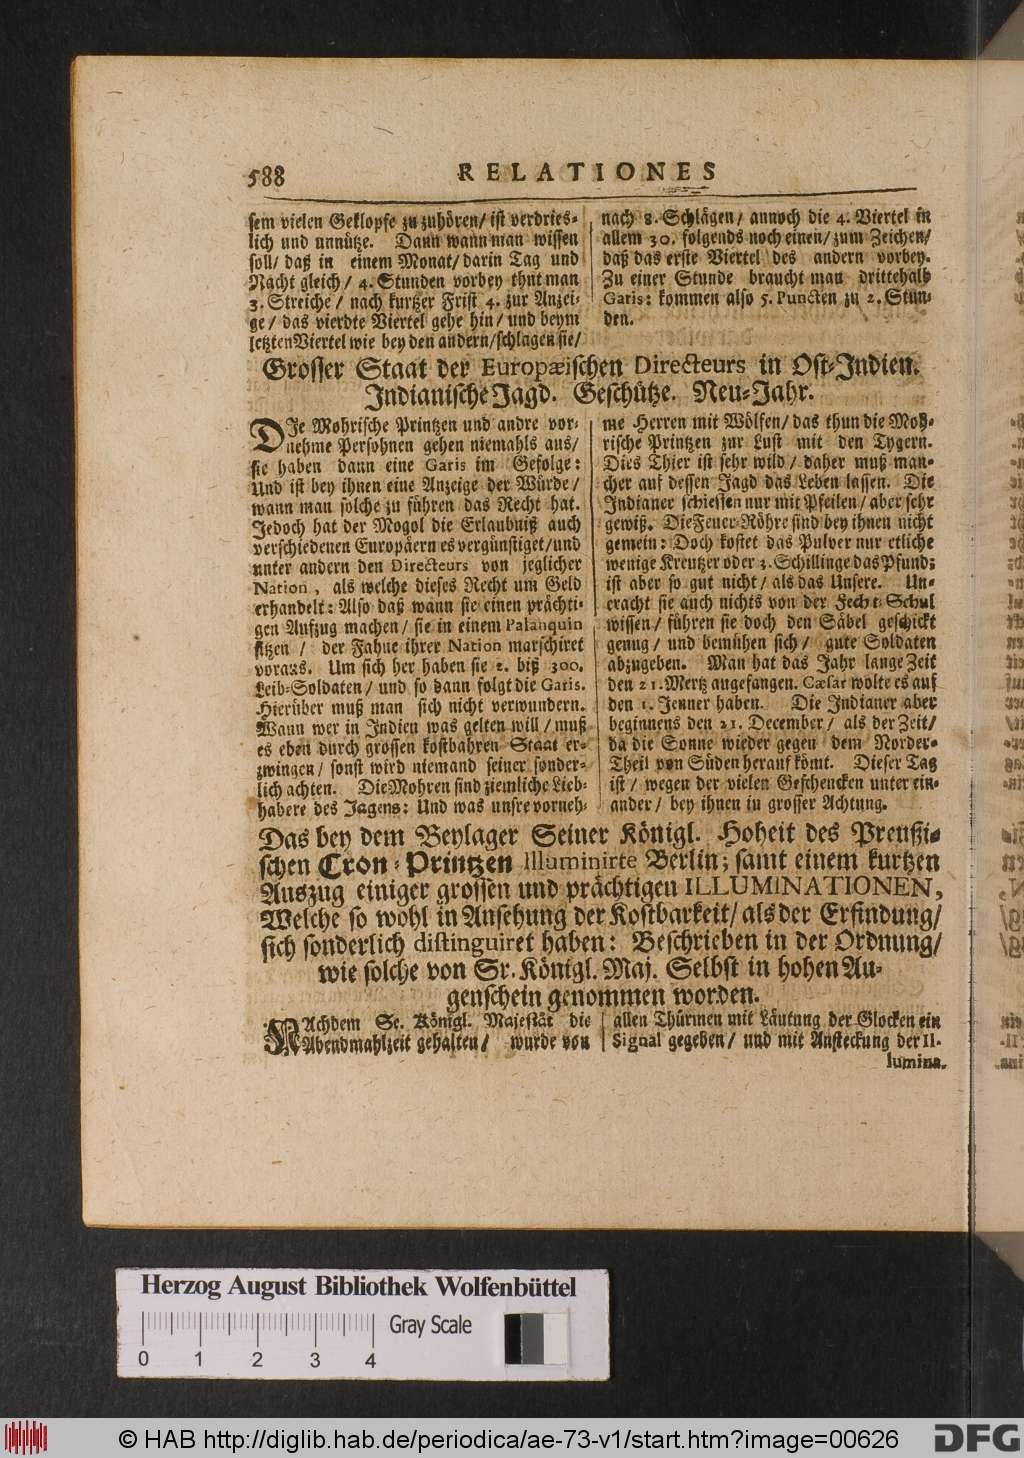 588
RELATIONES
sem vielen Geklopfe zu zuhören/ ist verdries-
lich und unnütze. Dann wann man wissen
soll/ daß in einem Monat/ darin Tag und
Nacht gleich/ 4. Stunden vorbey thut man
3. Streiche/ nach kurtzer Frist 4. zur Anzei-
ge/ das vierdte Viertel gehe hin/ und beym
letzten Viertel wie bey den andern/ schlagen sie/
nach 8. Schlägen/ annoch die 4. Viertel in
allem 30. folgends noch einen/ zum Zeichen/
daß das erste Viertel des andern vorbey.
Zu einer Stunde braucht man drittehalb
Garis: kommen also 5. Puncten zu 2. Stun-
den.
Grosser Staat der Europæischen Directeurs in Ost-Indien.
Indianische Jagd. Geschütze. Neu-Jahr.
DIe Mohrische Printzen und andre vor-
nehme Persohnen gehen niemahls aus/
sie haben dann eine Garis im Gefolge:
Und ist bey ihnen eine Anzeige der Würde/
wann man solche zu führen das Recht hat.
Jedoch hat der Mogol die Erlaubniß auch
verschiedenen Europäern es vergünstiget/ und
unter andern den Directeurs von jeglicher
Nation, als welche dieses Recht um Geld
erhandelt: Also daß wann sie einen prächti-
gen Aufzug machen/ sie in einem Palanquin
sitzen / der Fahne ihrer Nation marschiret
voraus. Um sich her haben sie 2. biß 300.
Leib-Soldaten/ und so dann folgt die Garis.
Hierüber muß man sich nicht verwundern.
Wann wer in Indien was gelten will/ muß
es eben durch grossen kostbahren Staat er-
zwingen/ sonst wird niemand seiner sonder-
lich achten. Die Mohren sind ziemliche Lieb-
habere des Jagens: Und was unsre vorneh-
me Herren mit Wölfen/ das thun die Moh-
rische Printzen zur Lust mit den Tygern.
Dies Thier ist sehr wild/ daher muß man-
cher auf dessen Jagd das Leben lassen. Die
Indianer schiessen nur mit Pfeilen/ aber sehr
gewiß. Die Feuer-Röhre sind bey ihnen nicht
gemein: Doch kostet das Pulver nur etliche
wenige Kreutzer oder 3. Schillinge das Pfund;
ist aber so gut nicht/ als das Unsere. Un-
eracht sie auch nichts von der Fecht-Schul
wissen/ führen sie doch den Säbel geschickt
genug/ und bemühen sich/ gute Soldaten
abzugeben. Man hat das Jahr lange Zeit
den 21. Mertz angefangen. Cæsar wolte es auf
den 1. Jenner haben. Die Indianer aber
beginnens den 21. December/ als der Zeit/
da die Sonne wieder gegen dem Norder-
Theil von Süden herauf kömt. Dieser Tag
ist/ wegen der vielen Geschencken unter ein-
ander/ bey ihnen in grosser Achtung.
Das bey dem Beylager Seiner Königl. Hoheit des Preußi-
schen Cron-Printzen Illuminirte Berlin; samt einem kurtzen
Auszug einiger grossen und prächtigen ILLUMINATIONEN,
Welche so wohl in Ansehung der Kostbarkeit/ als der Erfindung/
sich sonderlich distinguiret haben: Beschrieben in der Ordnung/
wie solche von Sr. Königl. Maj. Selbst in hohen Au-
genschein genommen worden.
NAchdem Se. Königl. Majestät die
Abendmahlzeit gehalten/ wurde von
allen Thürmen mit Läutung der Glocken ein
Signal gegeben/ und mit Ansteckung der Il-
lumina-
Herzog August Bibliothek Wolfenbüttel
Gray Scale
0 1 2 3 4
© HAB http://diglib.hab.de/periodica/ae-73-v1/start.htm?image=00626
DFG